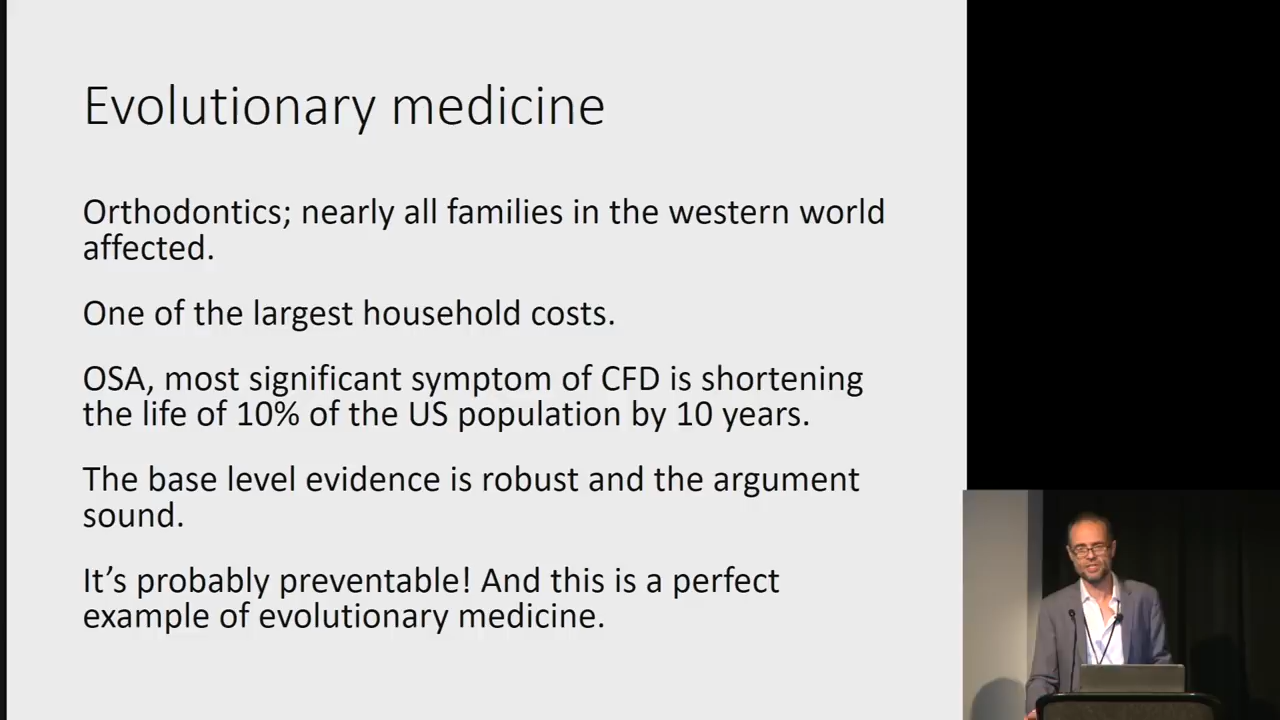 Evolutionary medicine
Orthodontics; nearly all families in the western world
affected.
One of the largest household costs.
OSA, most significant symptom of CFD is shortening
the life of 10% of the US population by 10 years.
The base level evidence is robust and the argument
sound.
It’s probably preventable! And this is a perfect
example of evolutionary medicine.